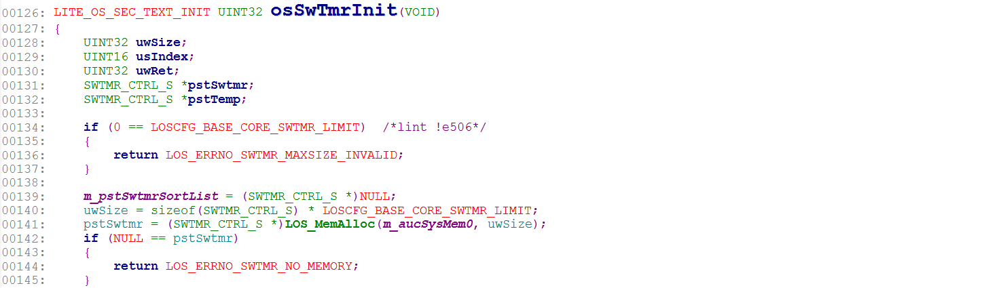 00126: LITE_OS_SEC_TEXT_INIT UINT32 osSwTmrInit(VOID)
00127: {
00128:     UINT32 uwSize;
00129:     UINT16 usIndex;
00130:     UINT32 uwRet;
00131:     SWTMR_CTRL_S *pstSwtmr;
00132:     SWTMR_CTRL_S *pstTemp;
00133:
00134:     if (0 == LOSCFG_BASE_CORE_SWTMR_LIMIT)  /*lint !e506*/
00135:     {
00136:         return LOS_ERRNO_SWTMR_MAXSIZE_INVALID;
00137:     }
00138:
00139:     m_pstSwtmrSortList = (SWTMR_CTRL_S *)NULL;
00140:     uwSize = sizeof(SWTMR_CTRL_S) * LOSCFG_BASE_CORE_SWTMR_LIMIT;
00141:     pstSwtmr = (SWTMR_CTRL_S *)LOS_MemAlloc(m_aucSysMem0, uwSize);
00142:     if (NULL == pstSwtmr)
00143:     {
00144:         return LOS_ERRNO_SWTMR_NO_MEMORY;
00145:     }